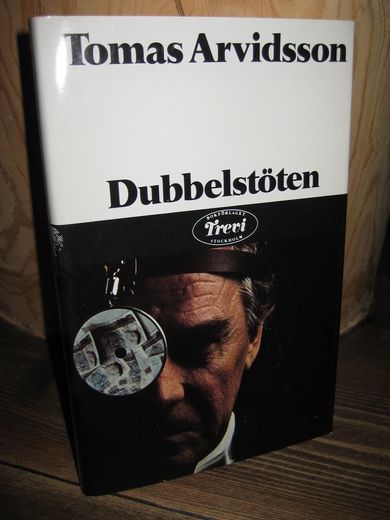 Tomas Arvidsson
Dubbelstöten
BOKFÖRLAGET
Trevi
STOCKHOLM